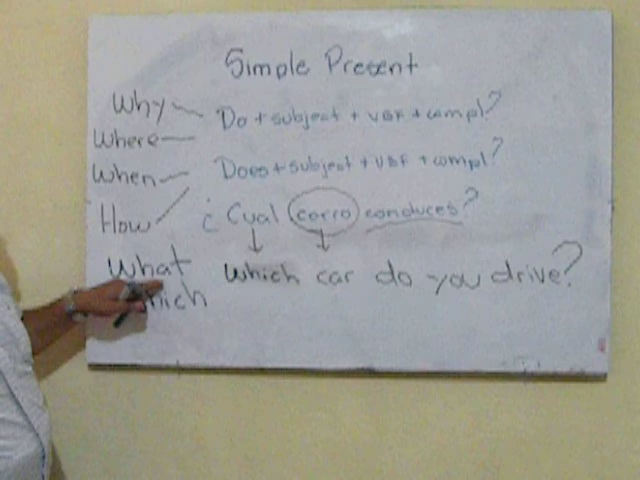 Simple Present
Why Do + subject + VBF + compl?
Where
When Does + subject + VBF + compl?
How ¿Cual carro conduces?
What Which car do you drive?